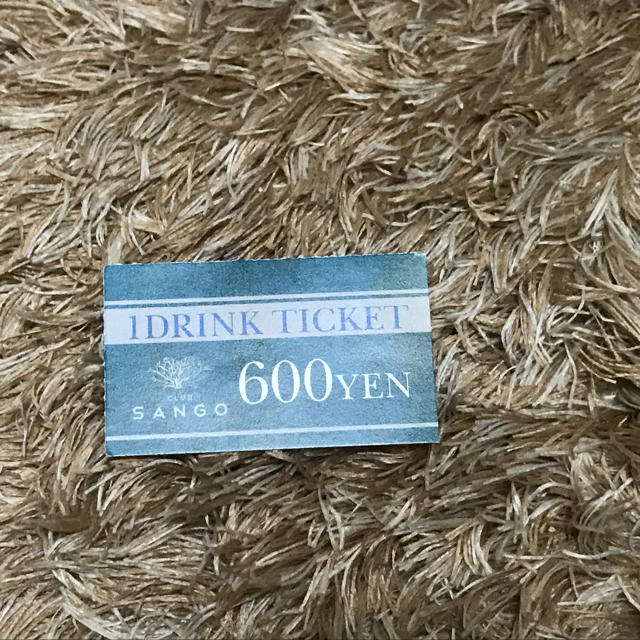 1DRINK TICKET
CLUB
SANGO
600YEN